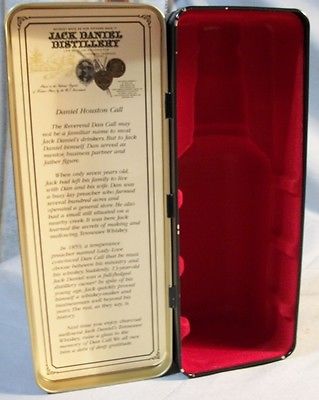 JACK DANIEL
DISTILLERY
Daniel Houston Call
The Reverend Dan Call may
not be a familiar name to most
Jack Daniel's drinkers. But to Jack
Daniel himself Dan served as
mentor, business partner and
father figure.
When only seven years old,
Jack had left his family to live
with Dan and his wife. Dan was
a busy lay preacher who farmed
several hundred acres and
operated a general store. He also
had a small still situated on a
nearby creek. It was here Jack
learned the secrets of making and
mellowing Tennessee Whiskey.
In 1859, a temperance
preacher named Lady Love
convinced Dan Call that he must
choose between his ministry and
his whiskey. Suddenly, 13-year-old
Jack Daniel was a full-fledged
distillery owner! In spite of his
young age, Jack quickly proved
himself a whiskey-maker and
businessman well beyond his
years. The rest, as they say, is
history.
Next time you enjoy charcoal
mellowed Jack Daniel's Tennessee
Whiskey, raise a glass to the
memory of Dan Call. We all owe
him a debt of deep gratitude.